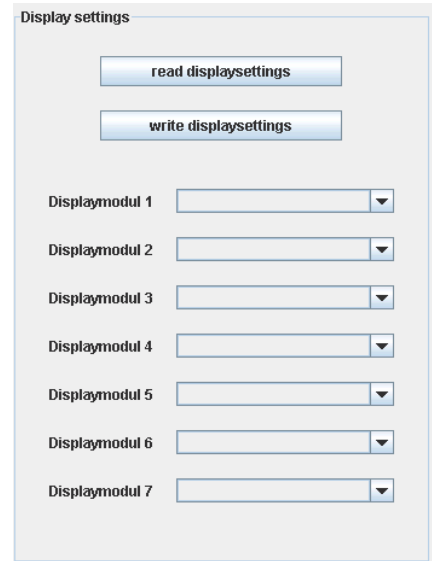 Display settings
read displaysettings
write displaysettings
Displaymodul 1
Displaymodul 2
Displaymodul 3
Displaymodul 4
Displaymodul 5
Displaymodul 6
Displaymodul 7